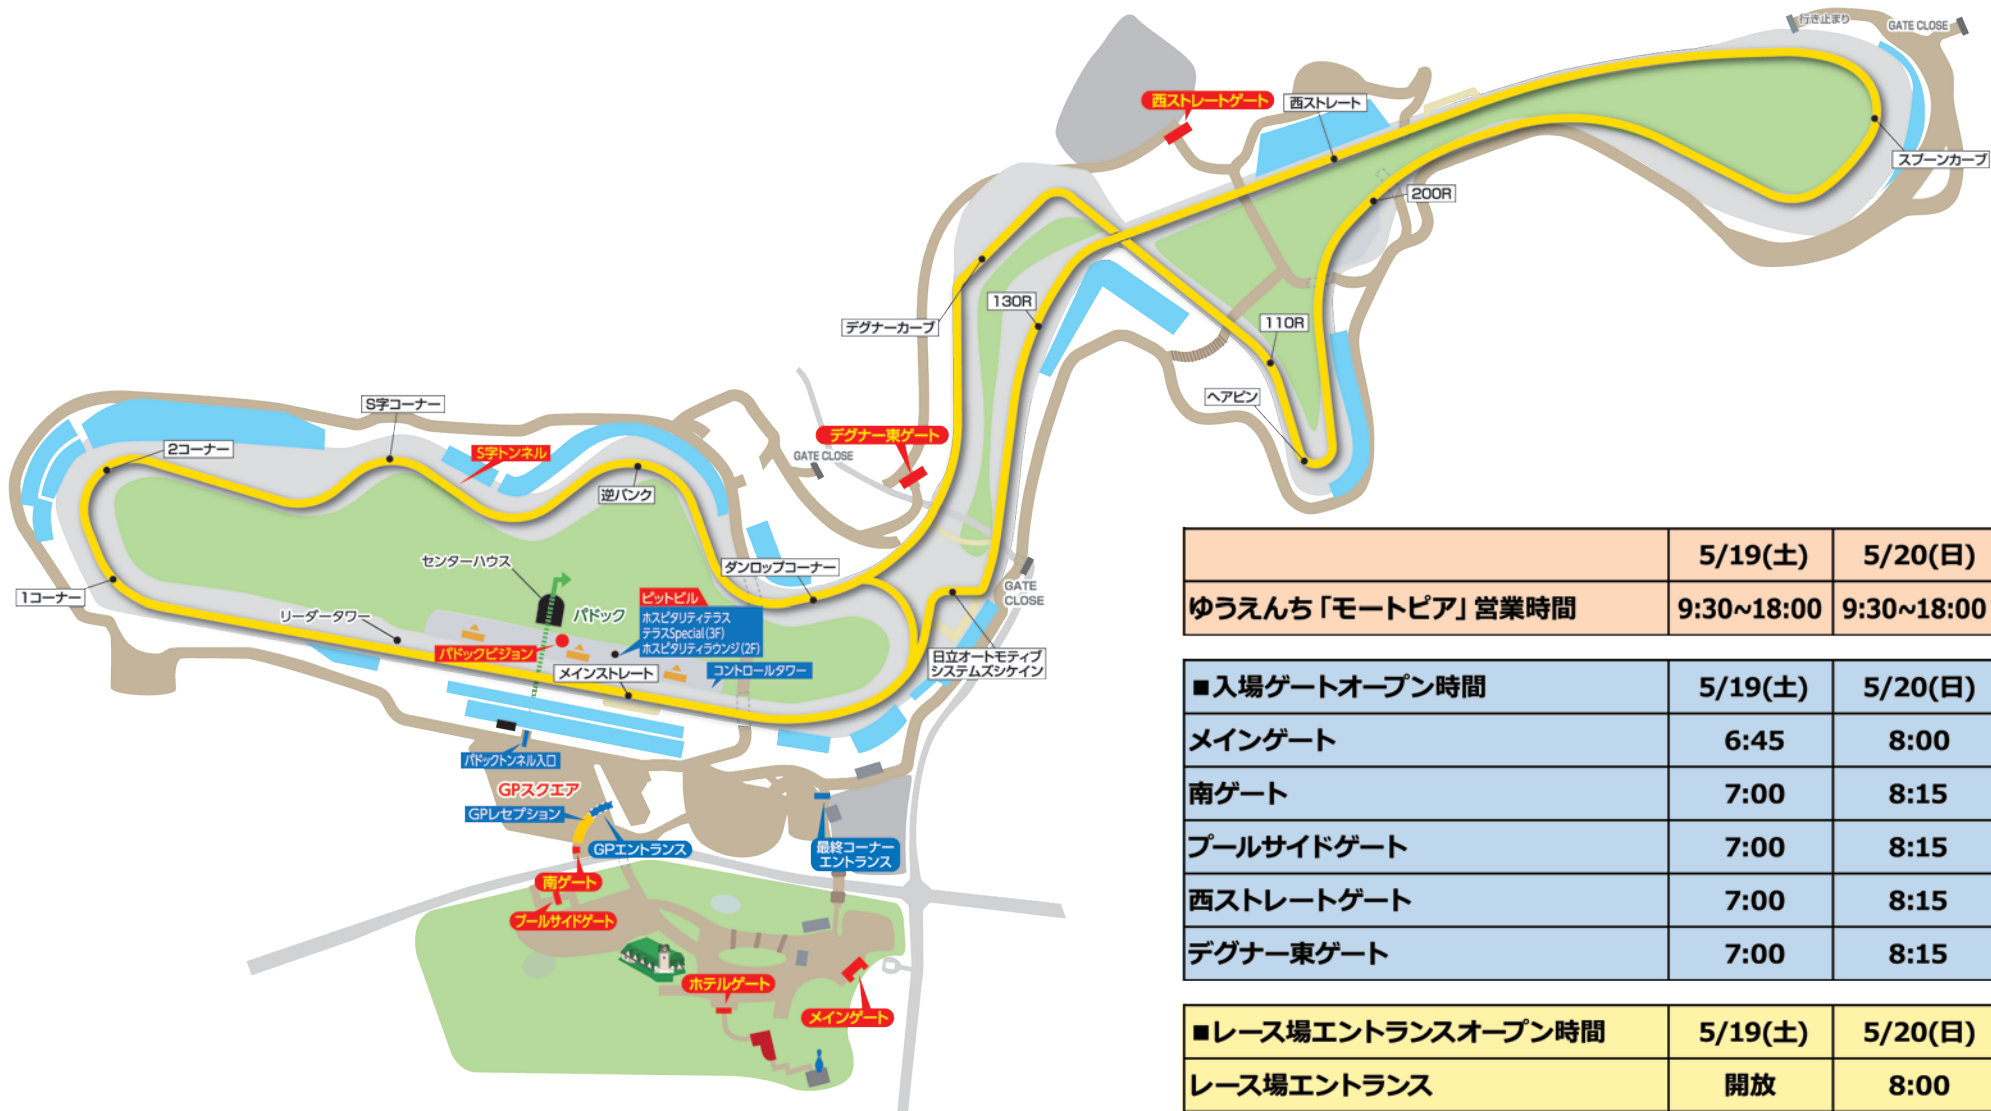 行き止まり
GATE CLOSE
西ストレートゲート
西ストレート
スプーンカーブ
200R
130R
デグナーカーブ
110R
ヘアピン
S字コーナー
2コーナー
S字トンネル
デグナー東ゲート
GATE CLOSE
逆バンク
センターハウス
ダンロップコーナー
GATE
CLOSE
1コーナー
リーダータワー
パドック
ピットビル
ホスピタリティテラス
テラスSpecial(3F)
ホスピタリティラウンジ(2F)
パドックビジョン
コントロールタワー
メインストレート
日立オートモティブ
システムズシケイン
パドックトンネル入口
GPスクエア
GPレセプション
GPエントランス
最終コーナー
エントランス
南ゲート
プールサイドゲート
ホテルゲート
メインゲート
5/19(土) 5/20(日)
ゆうえんち「モートピア」営業時間 9:30~18:00 9:30~18:00
■入場ゲートオープン時間 5/19(土) 5/20(日)
メインゲート 6:45 8:00
南ゲート 7:00 8:15
プールサイドゲート 7:00 8:15
西ストレートゲート 7:00 8:15
デグナー東ゲート 7:00 8:15
■レース場エントランスオープン時間 5/19(土) 5/20(日)
レース場エントランス 開放 8:00